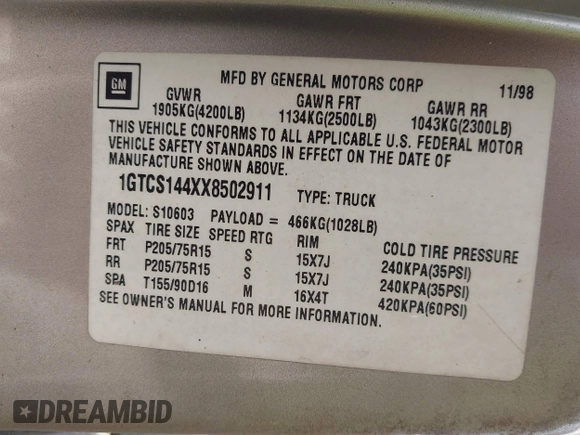 GM
MFD BY GENERAL MOTORS CORP 11/98
GVWR GAWR FRT GAWR RR
1905KG(4200LB) 1134KG(2500LB) 1043KG(2300LB)
THIS VEHICLE CONFORMS TO ALL APPLICABLE U.S. FEDERAL MOTOR
VEHICLE SAFETY STANDARDS IN EFFECT ON THE DATE OF
MANUFACTURE SHOWN ABOVE.
1GTCS144XX8502911 TYPE: TRUCK
MODEL: S10603 PAYLOAD = 466KG(1028LB)
SPAX TIRE SIZE SPEED RTG RIM COLD TIRE PRESSURE
FRT P205/75R15 S 15X7J 240KPA(35PSI)
RR P205/75R15 S 15X7J 240KPA(35PSI)
SPA T155/90D16 M 16X4T 420KPA(60PSI)
SEE OWNER'S MANUAL FOR MORE INFORMATION.
DREAMBID